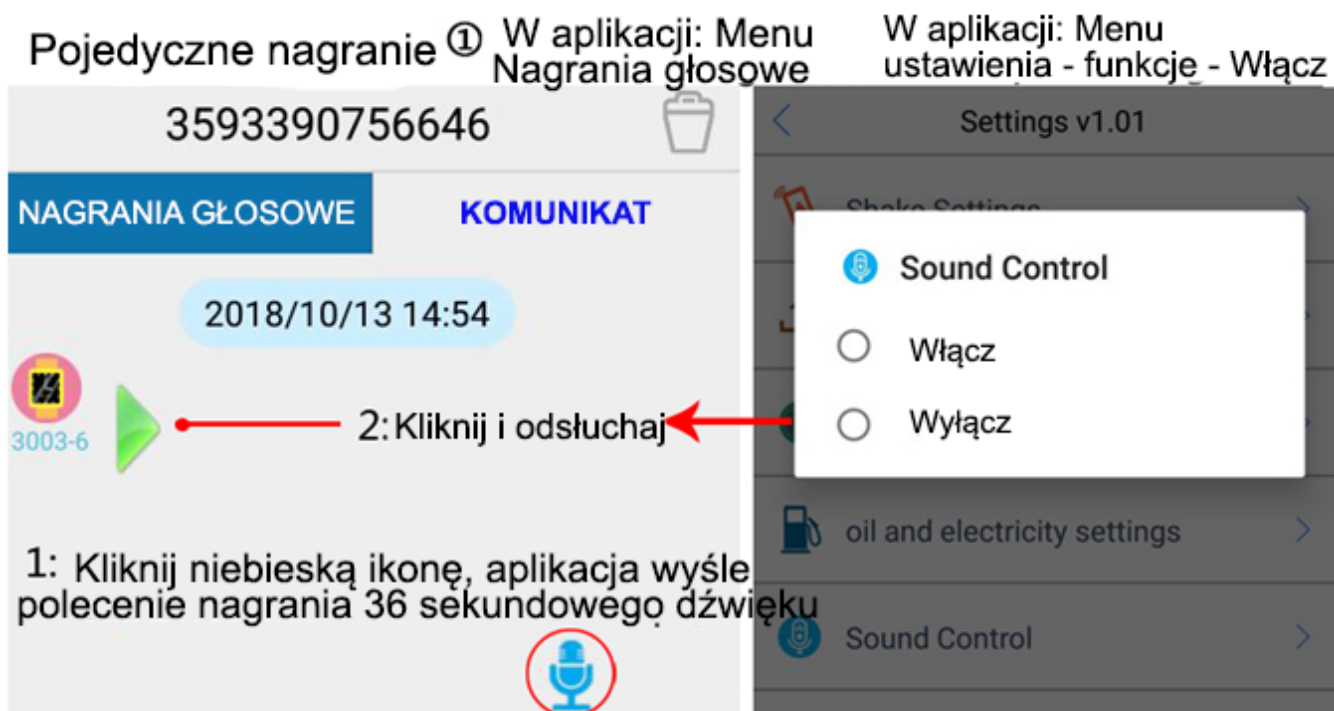 Pojedyczne nagranie ①
W aplikacji: Menu
Nagrania głosowe
W aplikacji: Menu
ustawienia - funkcje - Włącz
3593390756646
NAGRANIA GŁOSOWE
KOMUNIKAT
2018/10/13 14:54
3003-6
2: Kliknij i odsłuchaj
1: Kliknij niebieską ikonę, aplikacja wyśle
polecenie nagrania 36 sekundowego dźwięku
Settings v1.01
Shake Settings
Sound Control
Włącz
Wyłącz
oil and electricity settings
Sound Control